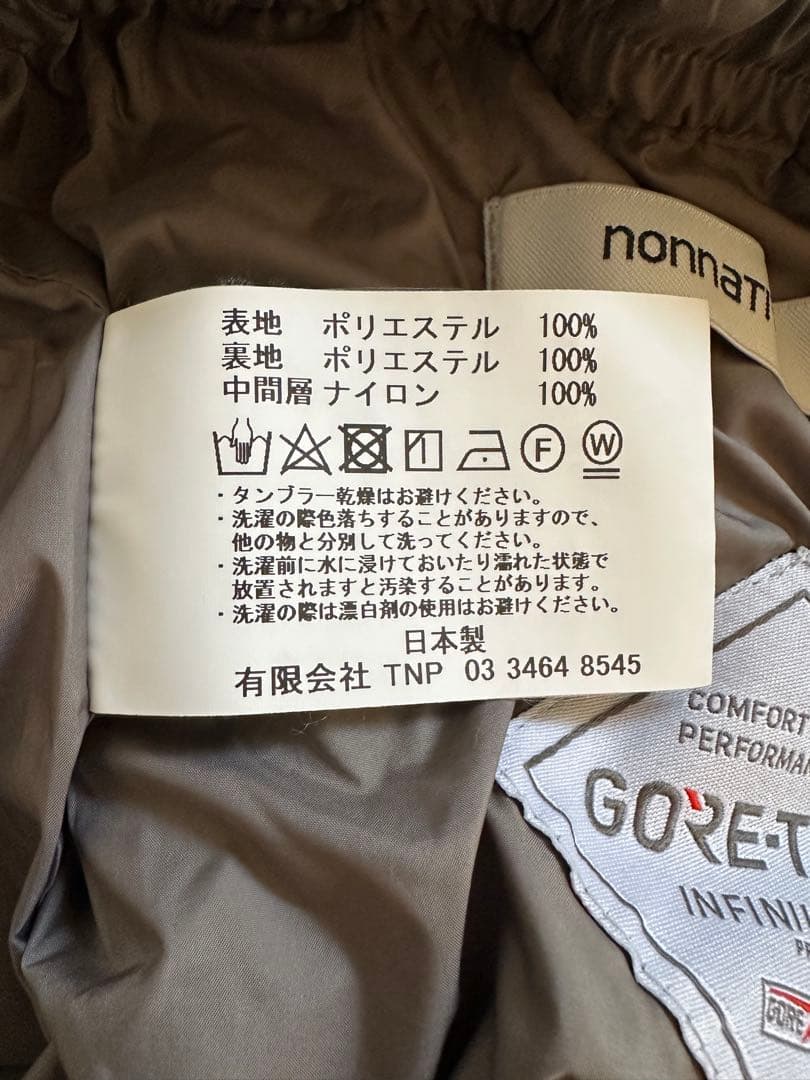 nonnati
表地 ポリエステル 100%
裏地 ポリエステル 100%
中間層 ナイロン 100%
F W
・タンブラー乾燥はお避けください。
・洗濯の際色落ちすることがありますので、
他の物と分別して洗ってください。
・洗濯前に水に浸けておいたり濡れた状態で
放置されますと汚染することがあります。
・洗濯の際は漂白剤の使用はお避けください。
日本製
有限会社 TNP 03 3464 8545
COMFORT
PERFORMA
GORE-T
INFINI
GORE